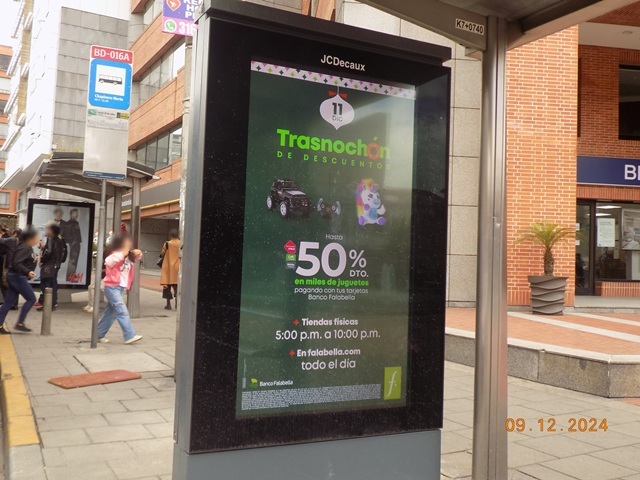 K7+0740
JCDecaux
BD-016A
11
DIC
Trasnochón
DE DESCUENTOS
Hasta
50%
DTO.
en miles de juguetes
pagando con tus tarjetas
Banco Falabella
Tiendas físicas
5:00 p.m. a 10:00 p.m.
En falabella.com
todo el día
Banco Falabella
f
09.12.2024